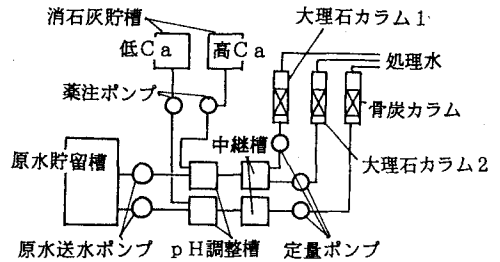 消石灰貯槽
大理石カラム1
低Ca
高Ca
処理水
薬注ポンプ
骨炭カラム
中継槽
原水貯留槽
大理石カラム2
原水送水ポンプ
pH調整槽
定量ポンプ